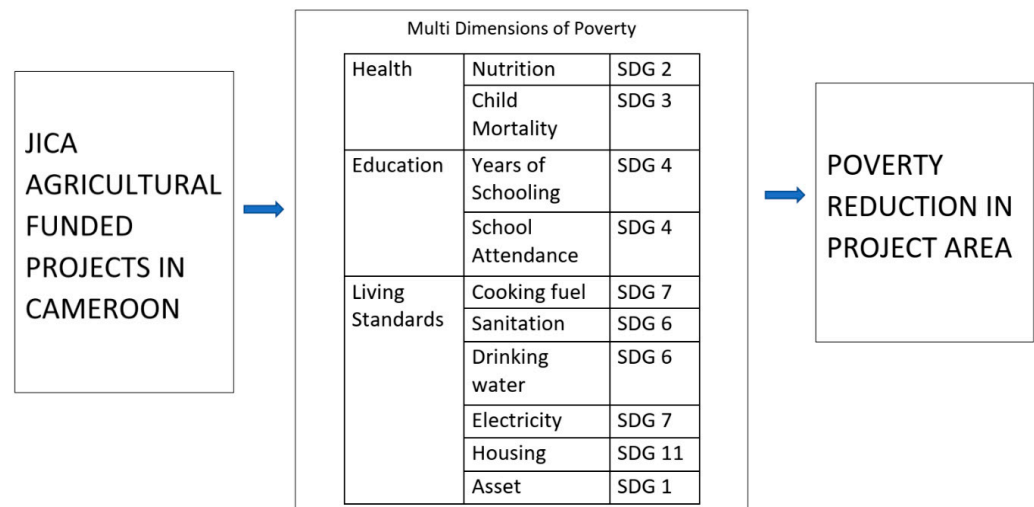 JICA
AGRICULTURAL
FUNDED
PROJECTS IN
CAMEROON
Multi Dimensions of Poverty
Health Nutrition SDG 2
Child
Mortality SDG 3
Education Years of
Schooling SDG 4
School
Attendance SDG 4
Living
Standards Cooking fuel SDG 7
Sanitation SDG 6
Drinking
water SDG 6
Electricity SDG 7
Housing SDG 11
Asset SDG 1
POVERTY
REDUCTION IN
PROJECT AREA